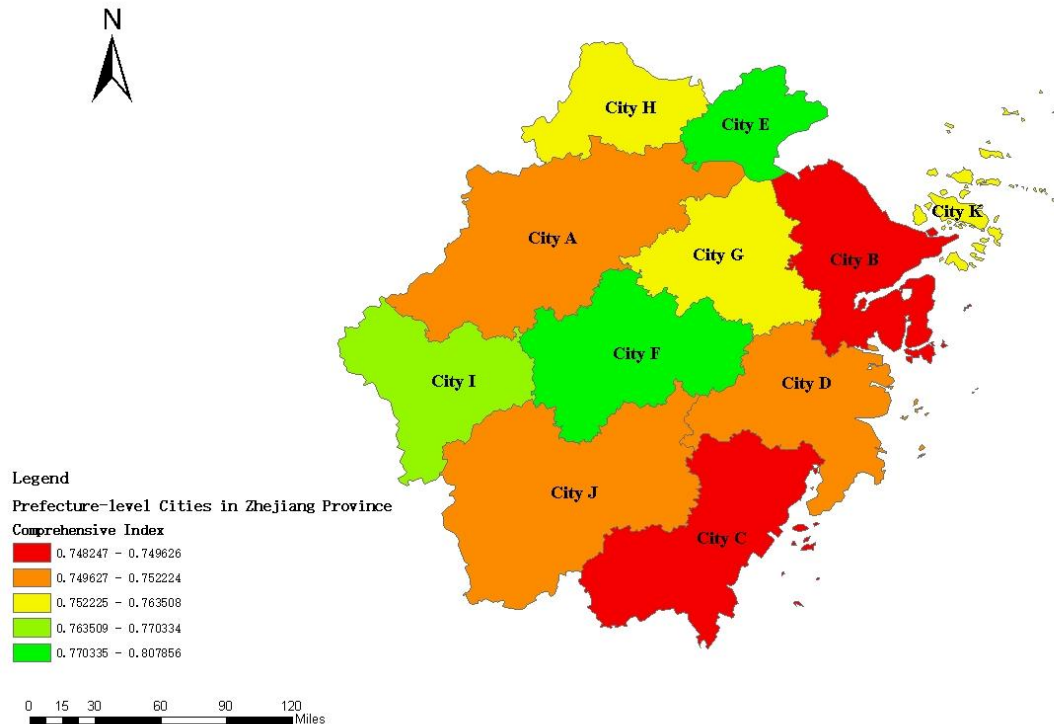 N
City H
City E
City K
City A
City G
City B
City F
City I
City D
City J
City C
Legend
Prefecture-level Cities in Zhejiang Province
Comprehensive Index
0.748247 - 0.749626
0.749627 - 0.752224
0.752225 - 0.763508
0.763509 - 0.770334
0.770335 - 0.807856
0 15 30 60 90 120
Miles